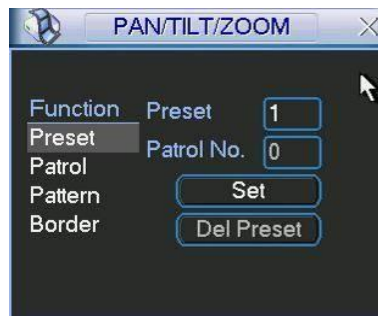 PAN/TILT/ZOOM
Function
Preset
Patrol
Pattern
Border
Preset 1
Patrol No. 0
Set
Del Preset